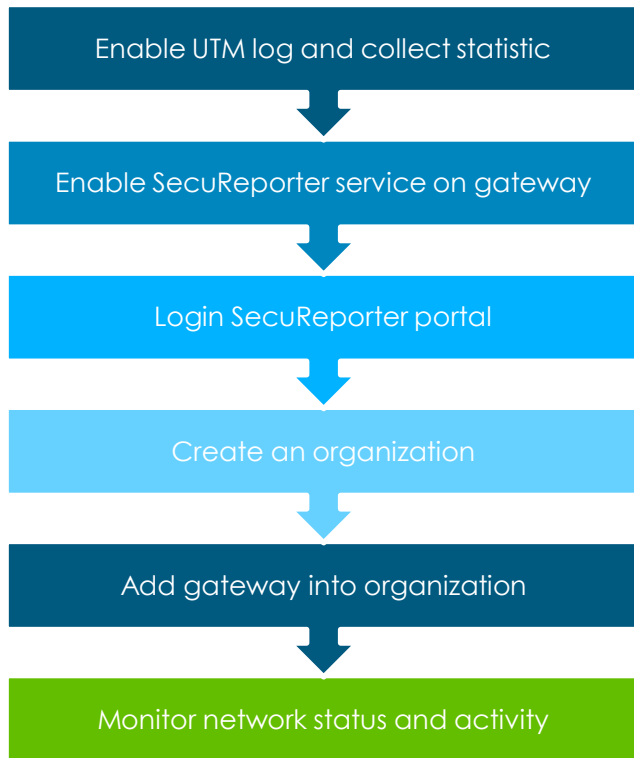 Enable UTM log and collect statistic
Enable SecuReporter service on gateway
Login SecuReporter portal
Create an organization
Add gateway into organization
Monitor network status and activity